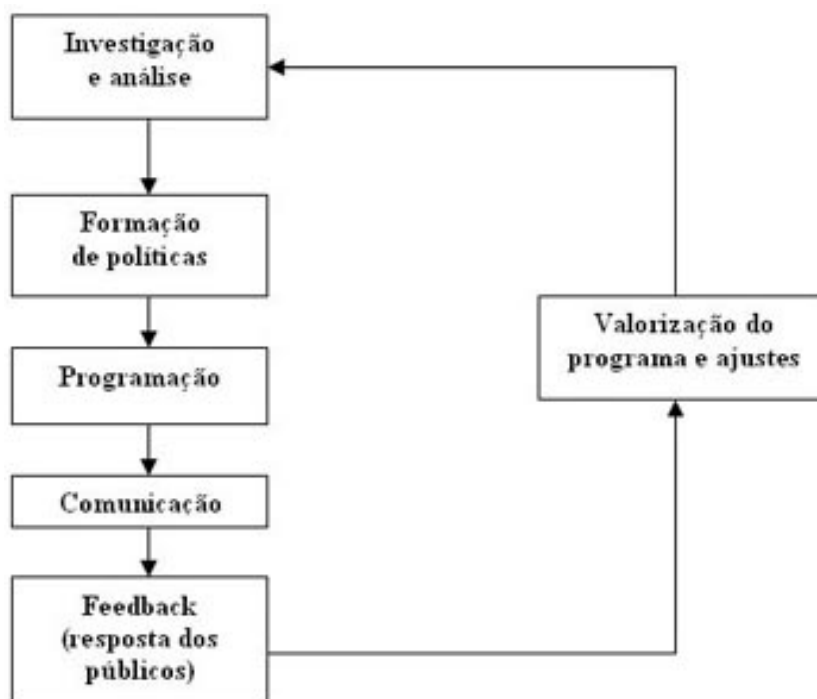 Investigação
e análise
Formação
de políticas
Programação
Comunicação
Feedback
(resposta dos
públicos)
Valorização do
programa e ajustes